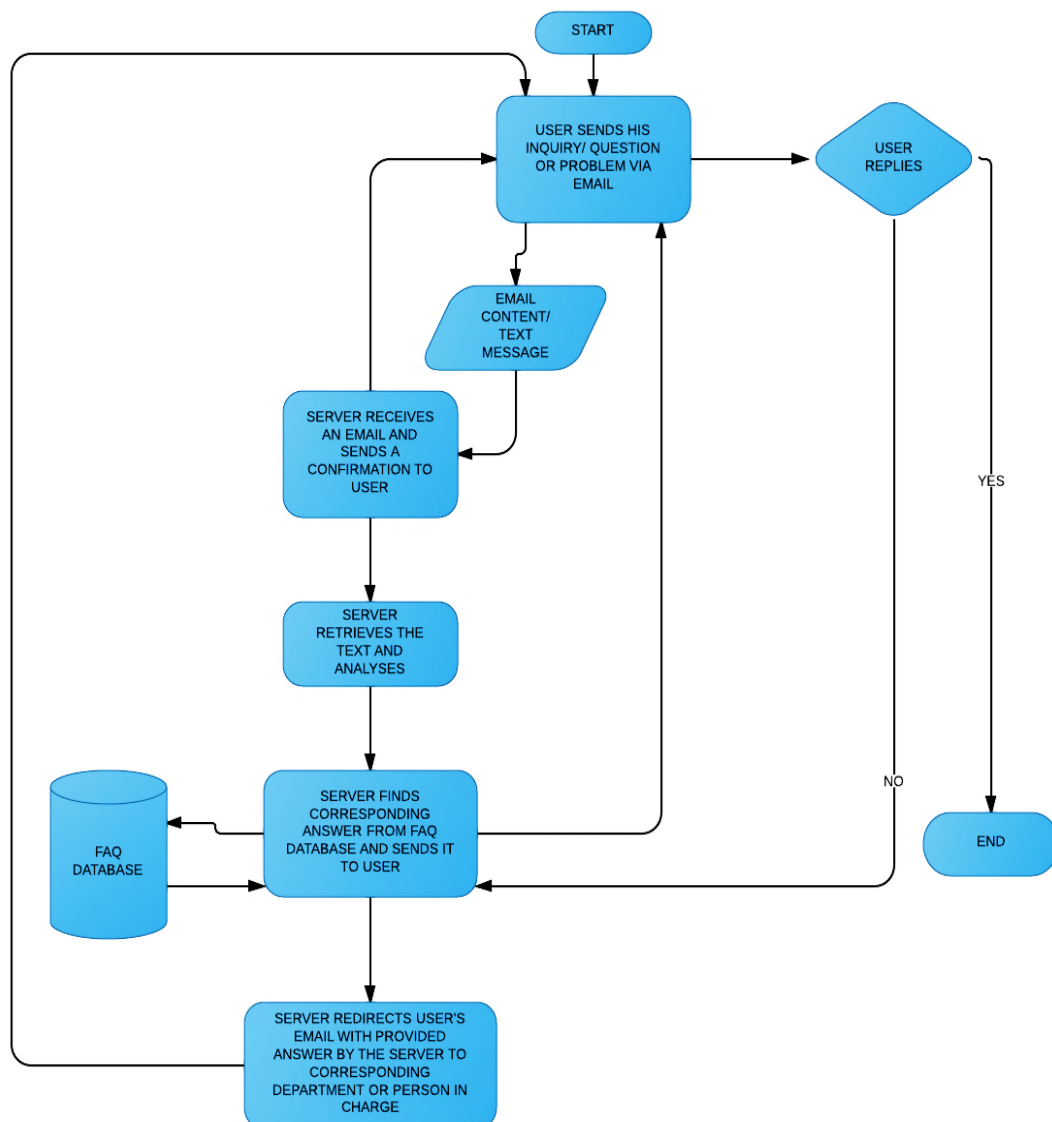 START
USER SENDS HIS
INQUIRY/ QUESTION
OR PROBLEM VIA
EMAIL
USER
REPLIES
EMAIL
CONTENT/
TEXT
MESSAGE
SERVER RECEIVES
AN EMAIL AND
SENDS A
CONFIRMATION TO
USER
YES
SERVER
RETRIEVES THE
TEXT AND
ANALYSES
NO
SERVER FINDS
CORRESPONDING
ANSWER FROM FAQ
DATABASE AND SENDS IT
TO USER
FAQ
DATABASE
END
SERVER REDIRECTS USER'S
EMAIL WITH PROVIDED
ANSWER BY THE SERVER TO
CORRESPONDING
DEPARTMENT OR PERSON IN
CHARGE